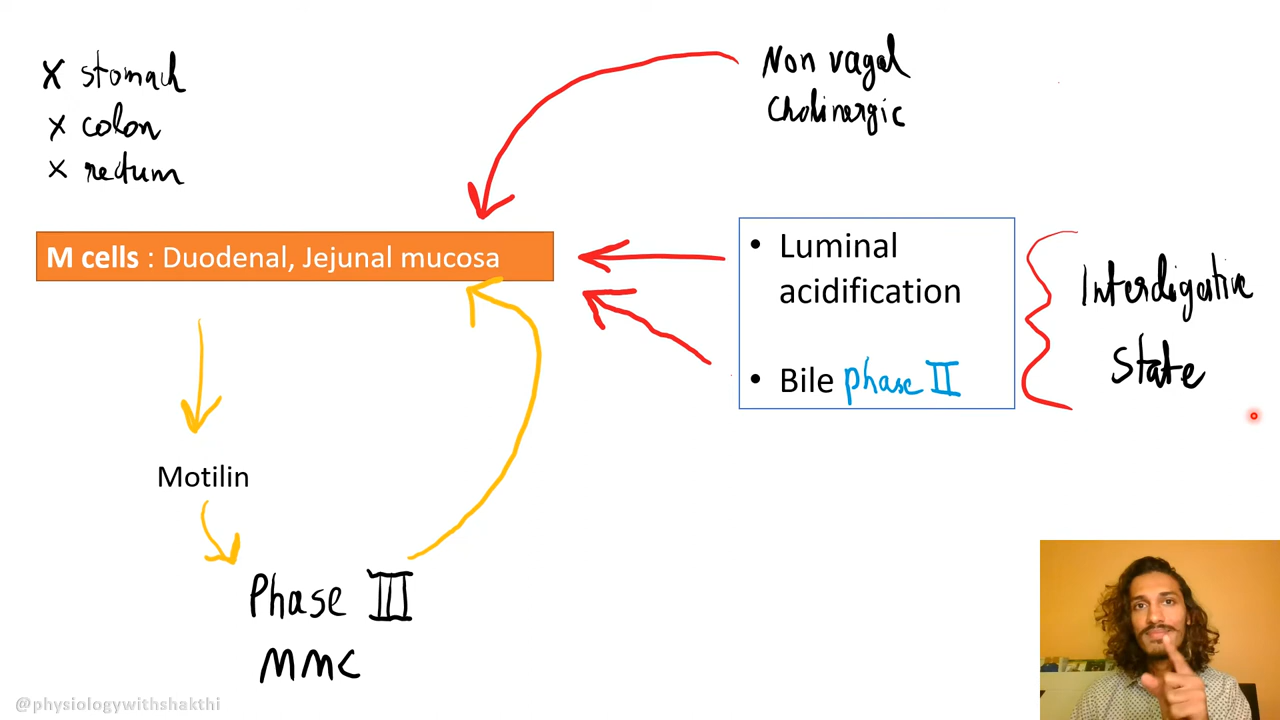 X stomach
X colon
X rectum
Non vagal
Cholinergic
M cells : Duodenal, Jejunal mucosa
• Luminal
acidification
• Bile phase II
Interdigestive
State
Motilin
Phase III
MMC
@physiologywithshakthi